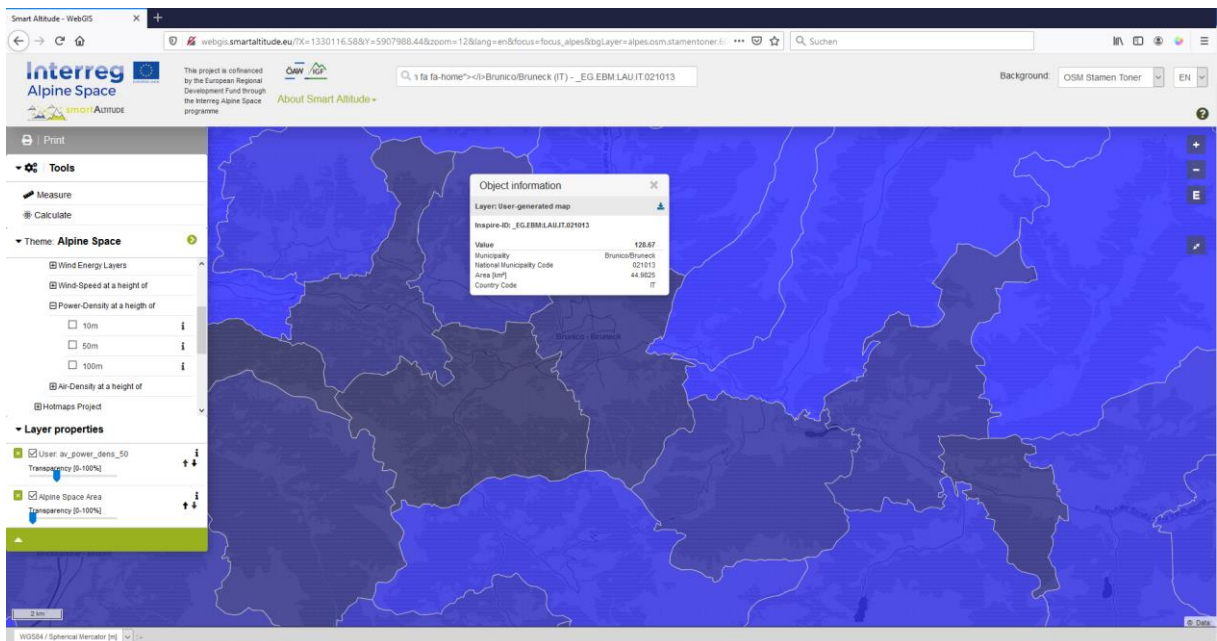 Smart Altitude - WebGIS
webgis.smartaltitude.eu/?X=1330116.58&Y=5907988.44&zoom=12&lang=en&focus=focus_alpes&bgLayer=alpes.osm.stamentoner.
Suchen
Interreg
Alpine Space
smartALTITUDE
This project is cofinanced
by the European Regional
Development Fund through
the Interreg Alpine Space
programme
ÖAW IGF
About Smart Altitude
fa fa-home"></i>Brunico/Bruneck (IT) - _EG.EBM:LAU.IT.021013
Background: OSM Stamen Toner EN
Print
Tools
Measure
Calculate
Theme: Alpine Space
Wind Energy Layers
Wind-Speed at a height of
Power-Density at a heigth of
10m
50m
100m
Air-Density at a height of
Hotmaps Project
Layer properties
User: av_power_dens_50
Transparency [0-100%]
Alpine Space Area
Transparency [0-100%]
Object information
Layer: User-generated map
Inspire-ID: _EG.EBM:LAU.IT.021013
Value 128.67
Municipality Brunico/Bruneck
National Municipality Code 021013
Area [km²] 44.9825
Country Code IT
Brunico - Bruneck
2 km
© Data:
WGS84 / Spherical Mercator [m]